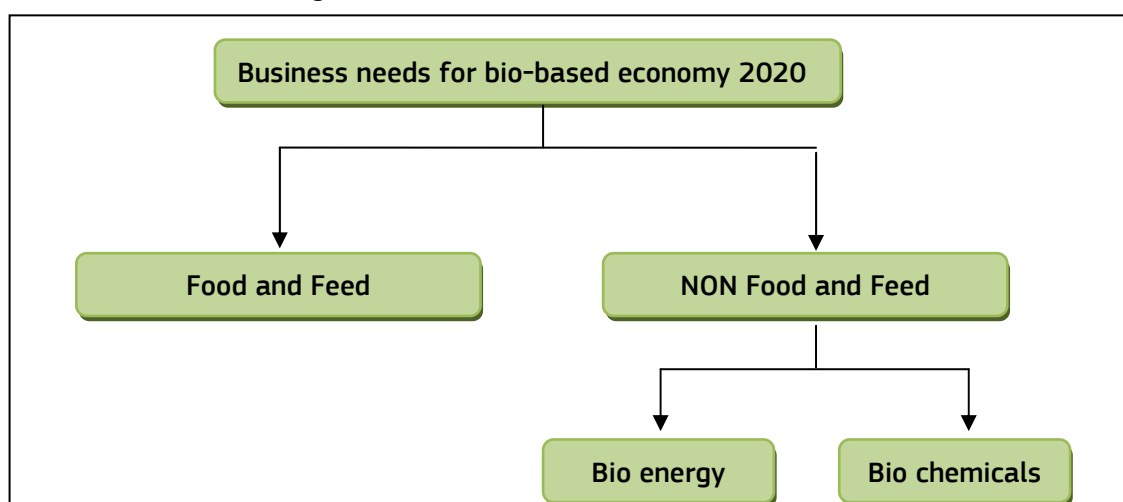 Business needs for bio-based economy 2020
Food and Feed
NON Food and Feed
Bio energy
Bio chemicals